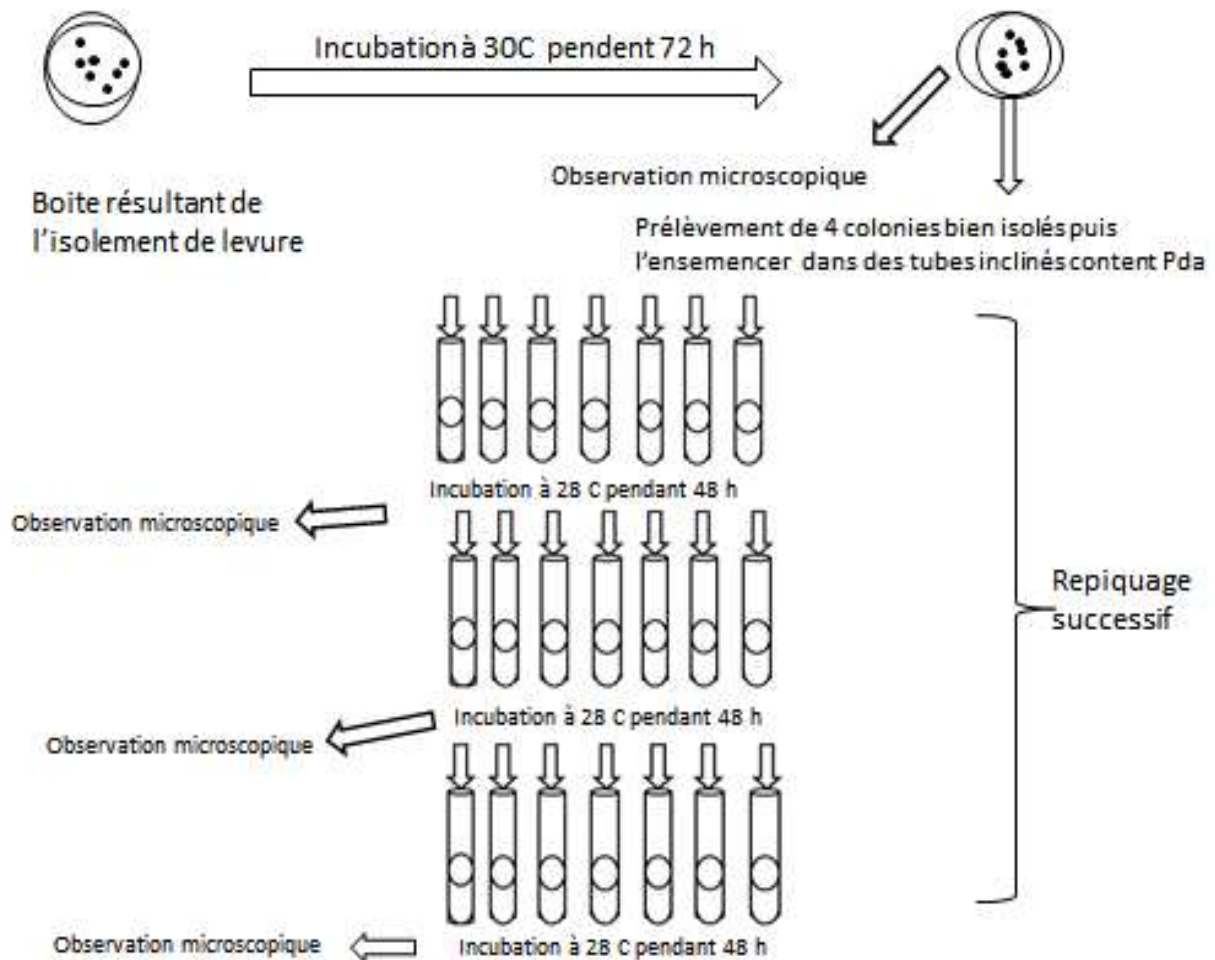 Incubation à 30C pendent 72 h
Boite résultant de
l'isolement de levure
Observation microscopique
Prélèvement de 4 colonies bien isolés puis
l'ensemencer dans des tubes inclinés content Pda
Incubation à 28 C pendant 48 h
Observation microscopique
Repiquage
successif
Incubation à 28 C pendant 48 h
Observation microscopique
Observation microscopique
Incubation à 28 C pendant 48 h